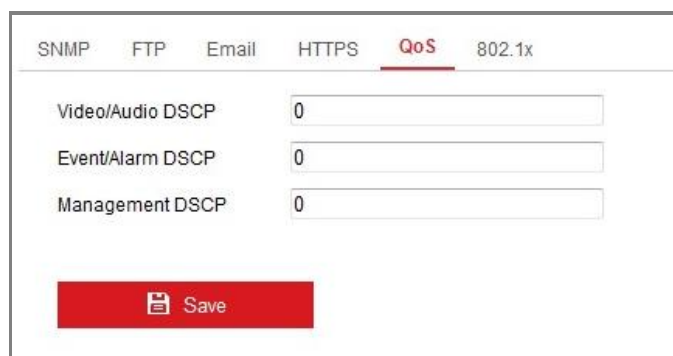 SNMP FTP Email HTTPS QoS 802.1x
Video/Audio DSCP 0
Event/Alarm DSCP 0
Management DSCP 0
Save